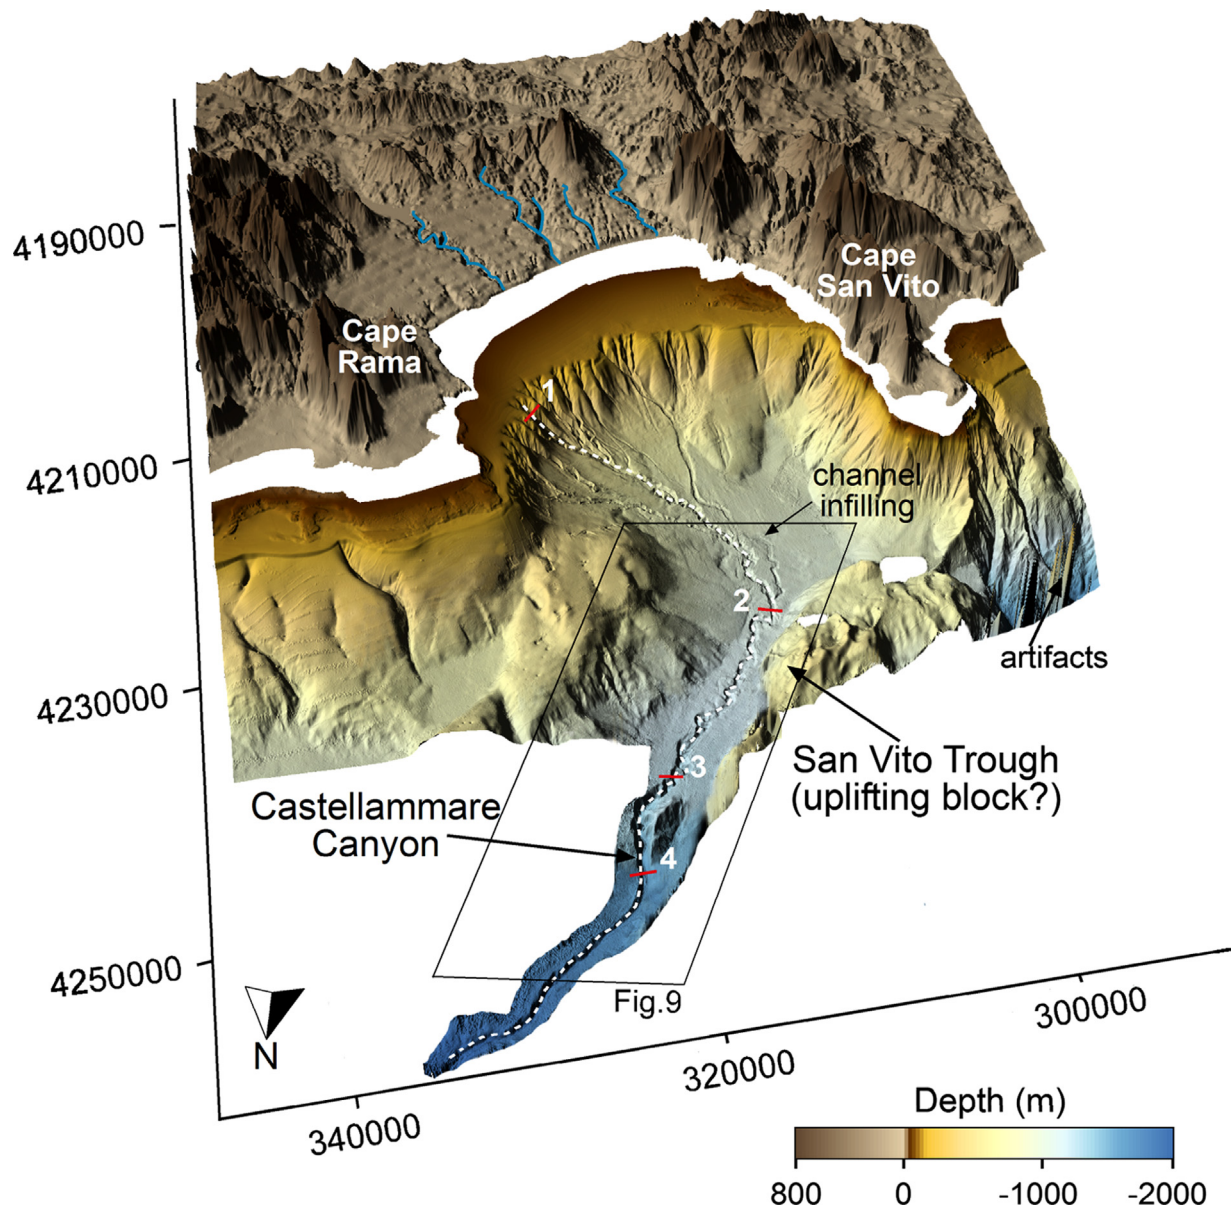 4190000
Cape
San Vito
Cape
Rama
1
4210000
channel
infilling
2
artifacts
4230000
San Vito Trough
(uplifting block?)
3
Castellammare
Canyon
4
4250000
Fig.9
N
300000
320000
340000
Depth (m)
800 0 -1000 -2000